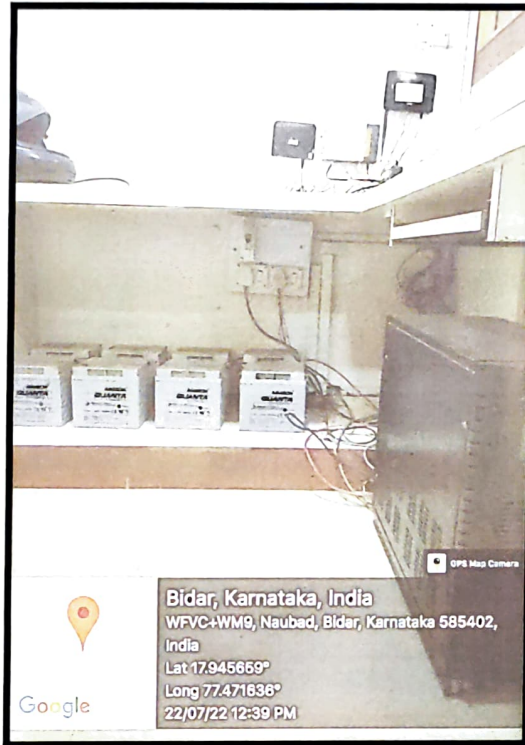 QUANTA
QUANTA
QUANTA
QUANTA
GPS Map Camera
Bidar, Karnataka, India
WFVC+WM9, Naubad, Bidar, Karnataka 585402,
India
Lat 17.945659°
Long 77.471636°
22/07/22 12:39 PM
Google